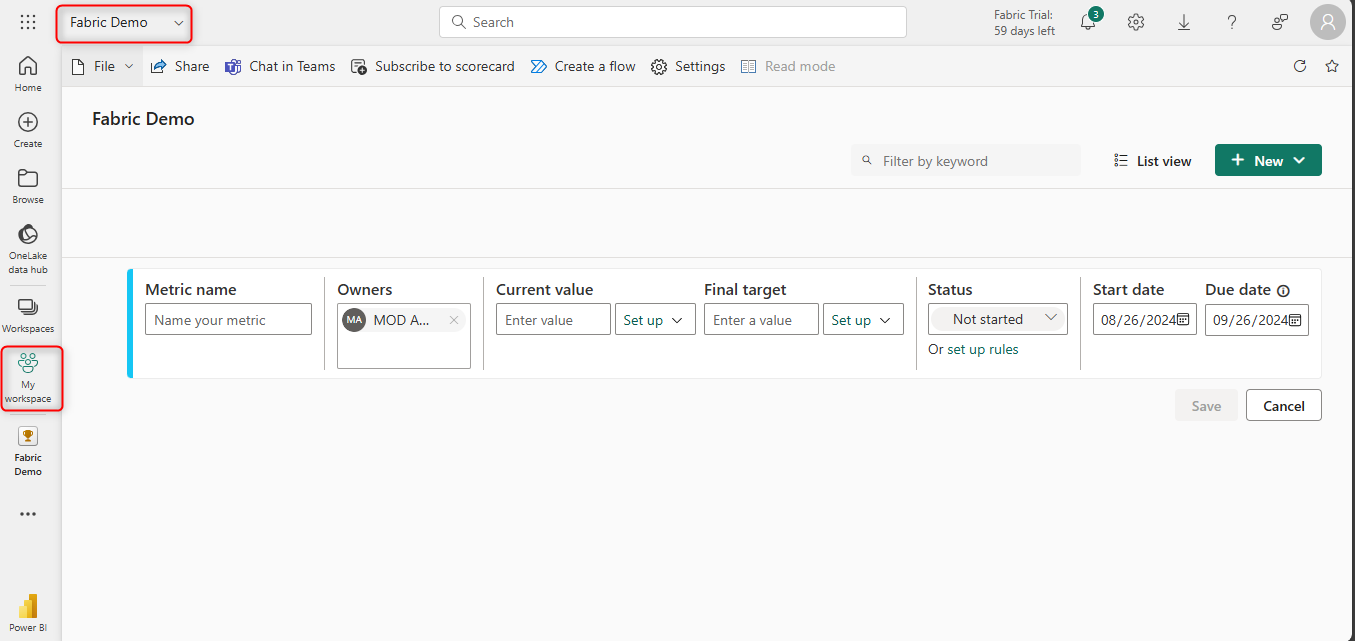 Fabric Demo
Search
Fabric Trial:
59 days left
3
Home
Create
Browse
OneLake
data hub
Workspaces
My
workspace
Fabric
Demo
Power BI
File
Share
Chat in Teams
Subscribe to scorecard
Create a flow
Settings
Read mode
Fabric Demo
Filter by keyword
List view
New
Metric name
Name your metric
Owners
MA MOD A...
Current value
Enter value
Set up
Final target
Enter a value
Set up
Status
Not started
Or set up rules
Start date
08/26/2024
Due date
09/26/2024
Save
Cancel